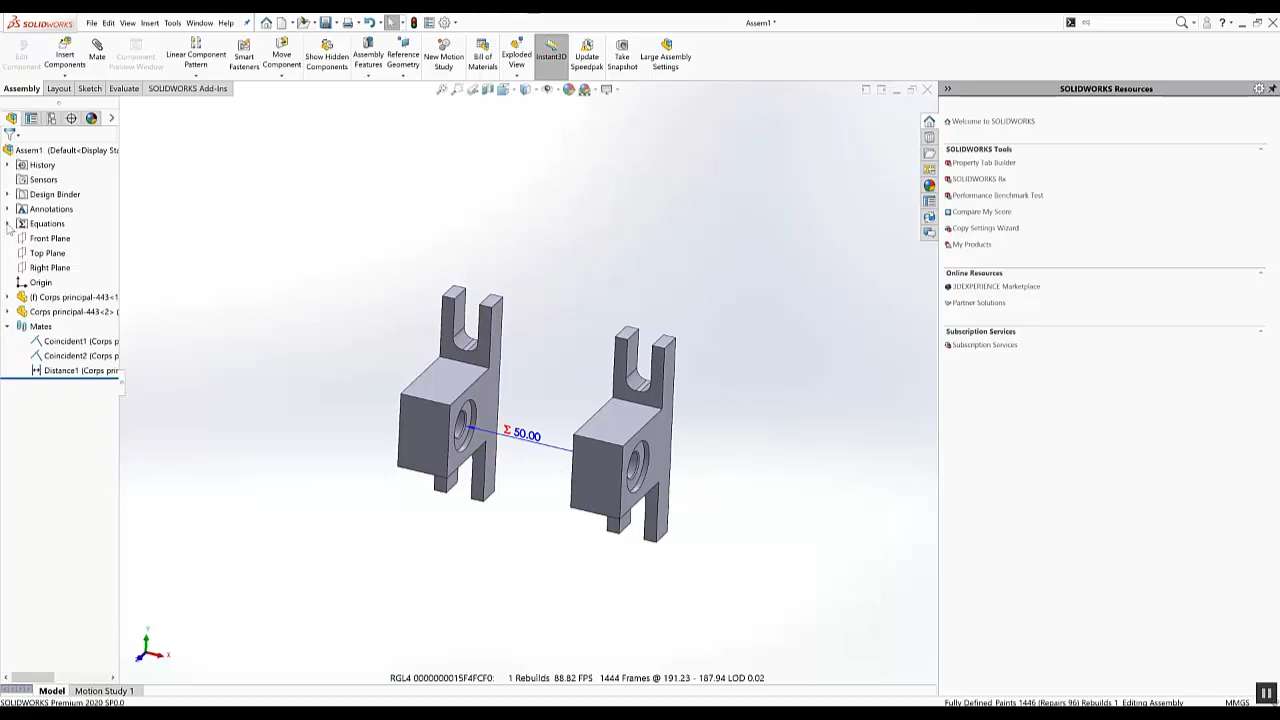 SOLIDWORKS File Edit View Insert Tools Window Help Assem1 * eq
Edit Component
Insert Components
Mate
Component Preview Window
Linear Component Pattern
Smart Fasteners
Move Component
Show Hidden Components
Assembly Features
Reference Geometry
New Motion Study
Bill of Materials
Exploded View
Instant3D
Update Speedpak
Take Snapshot
Large Assembly Settings
Assembly Layout Sketch Evaluate SOLIDWORKS Add-Ins
SOLIDWORKS Resources
Assem1 (Default<Display Sta
History
Sensors
Design Binder
Annotations
Equations
Front Plane
Top Plane
Right Plane
Origin
(f) Corps principal-443<1
Corps principal-443<2> (
Mates
Coincident1 (Corps p
Coincident2 (Corps p
Distance1 (Corps prin
Σ 50.00
Y
X
Welcome to SOLIDWORKS
SOLIDWORKS Tools
Property Tab Builder
SOLIDWORKS Rx
Performance Benchmark Test
Compare My Score
Copy Settings Wizard
My Products
Online Resources
3DEXPERIENCE Marketplace
Partner Solutions
Subscription Services
Subscription Services
RGL4 0000000015F4FCF0: 1 Rebuilds 88.82 FPS 1444 Frames @ 191.23 - 187.94 LOD 0.02
Model Motion Study 1
SOLIDWORKS Premium 2020 SP0.0
Fully Defined Paints 1446 (Repairs 96) Rebuilds 1 Editing Assembly MMGS